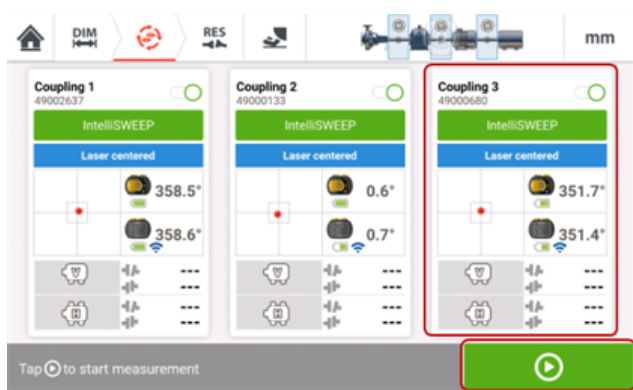 DIM
RES
mm
Coupling 1
49002637
IntelliSWEEP
Laser centered
358.5°
358.6°
V
---
---
H
---
---
Coupling 2
49000133
IntelliSWEEP
Laser centered
0.6°
0.7°
V
---
---
H
---
---
Coupling 3
49000680
IntelliSWEEP
Laser centered
351.7°
351.4°
V
---
---
H
---
---
Tap to start measurement